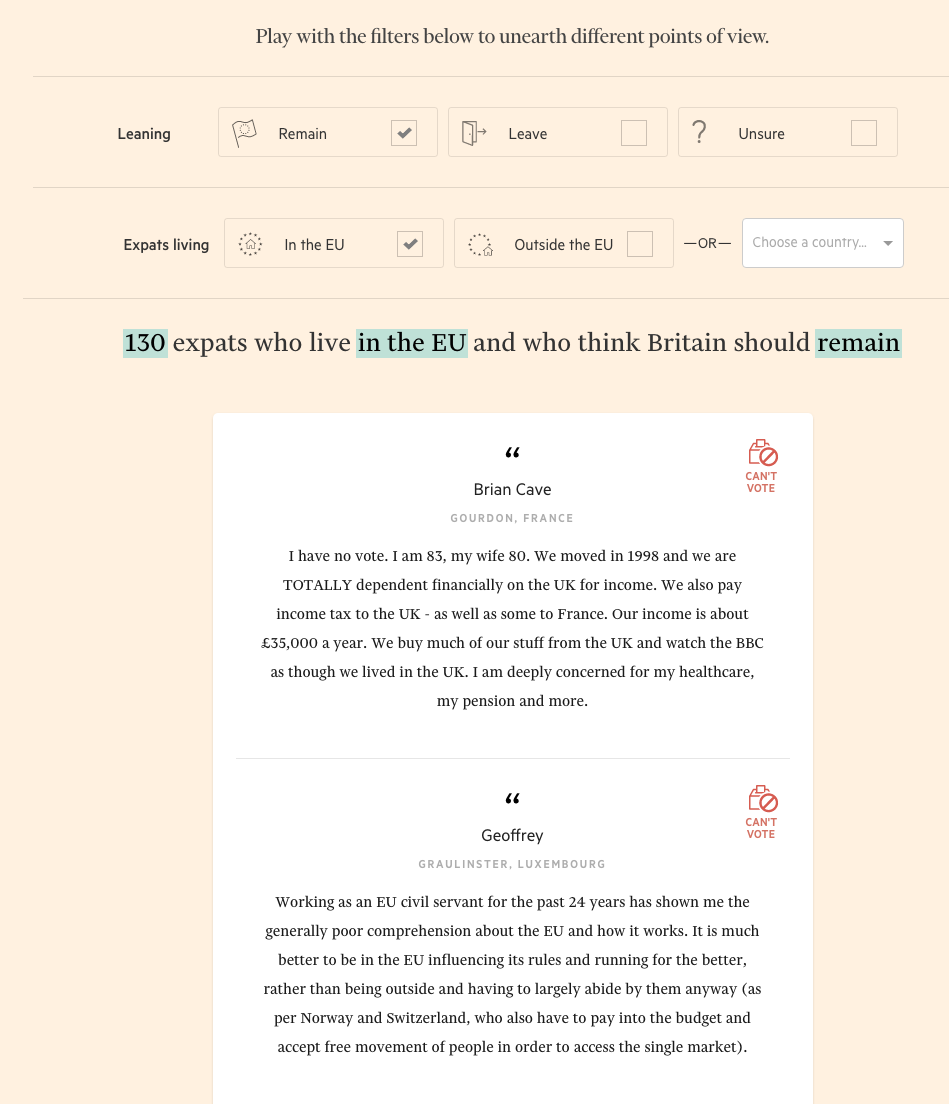 Play with the filters below to unearth different points of view.
Leaning
Remain
Leave
Unsure
Expats living
In the EU
Outside the EU
—OR—
Choose a country...
130 expats who live in the EU and who think Britain should remain
“
CAN'T
VOTE
Brian Cave
GOURDON, FRANCE
I have no vote. I am 83, my wife 80. We moved in 1998 and we are
TOTALLY dependent financially on the UK for income. We also pay
income tax to the UK - as well as some to France. Our income is about
£35,000 a year. We buy much of our stuff from the UK and watch the BBC
as though we lived in the UK. I am deeply concerned for my healthcare,
my pension and more.
“
CAN'T
VOTE
Geoffrey
GRAULINSTER, LUXEMBOURG
Working as an EU civil servant for the past 24 years has shown me the
generally poor comprehension about the EU and how it works. It is much
better to be in the EU influencing its rules and running for the better,
rather than being outside and having to largely abide by them anyway (as
per Norway and Switzerland, who also have to pay into the budget and
accept free movement of people in order to access the single market).